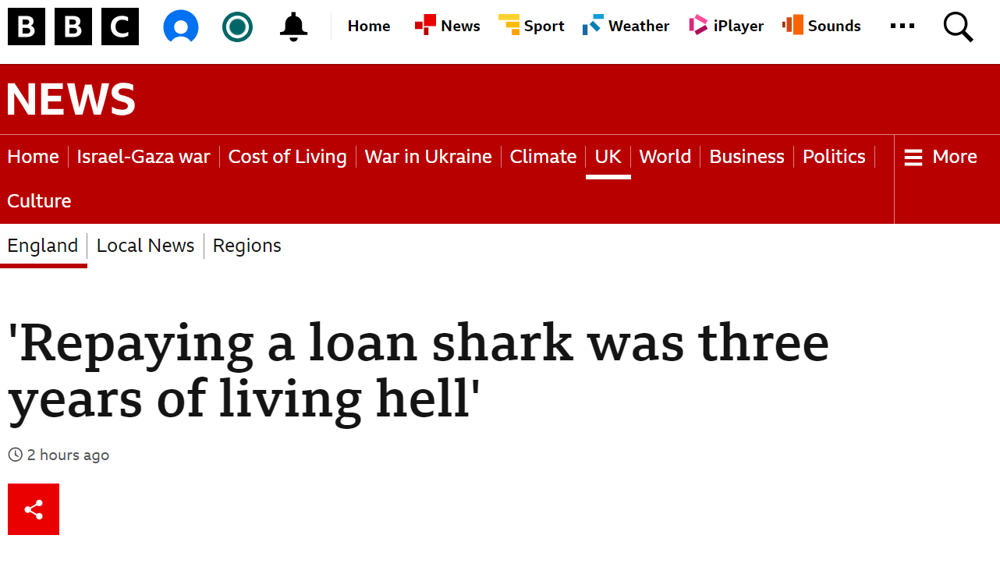 BBC Home News Sport Weather iPlayer Sounds
NEWS
Home Israel-Gaza war Cost of Living War in Ukraine Climate UK World Business Politics More
Culture
England Local News Regions
'Repaying a loan shark was three
years of living hell'
2 hours ago